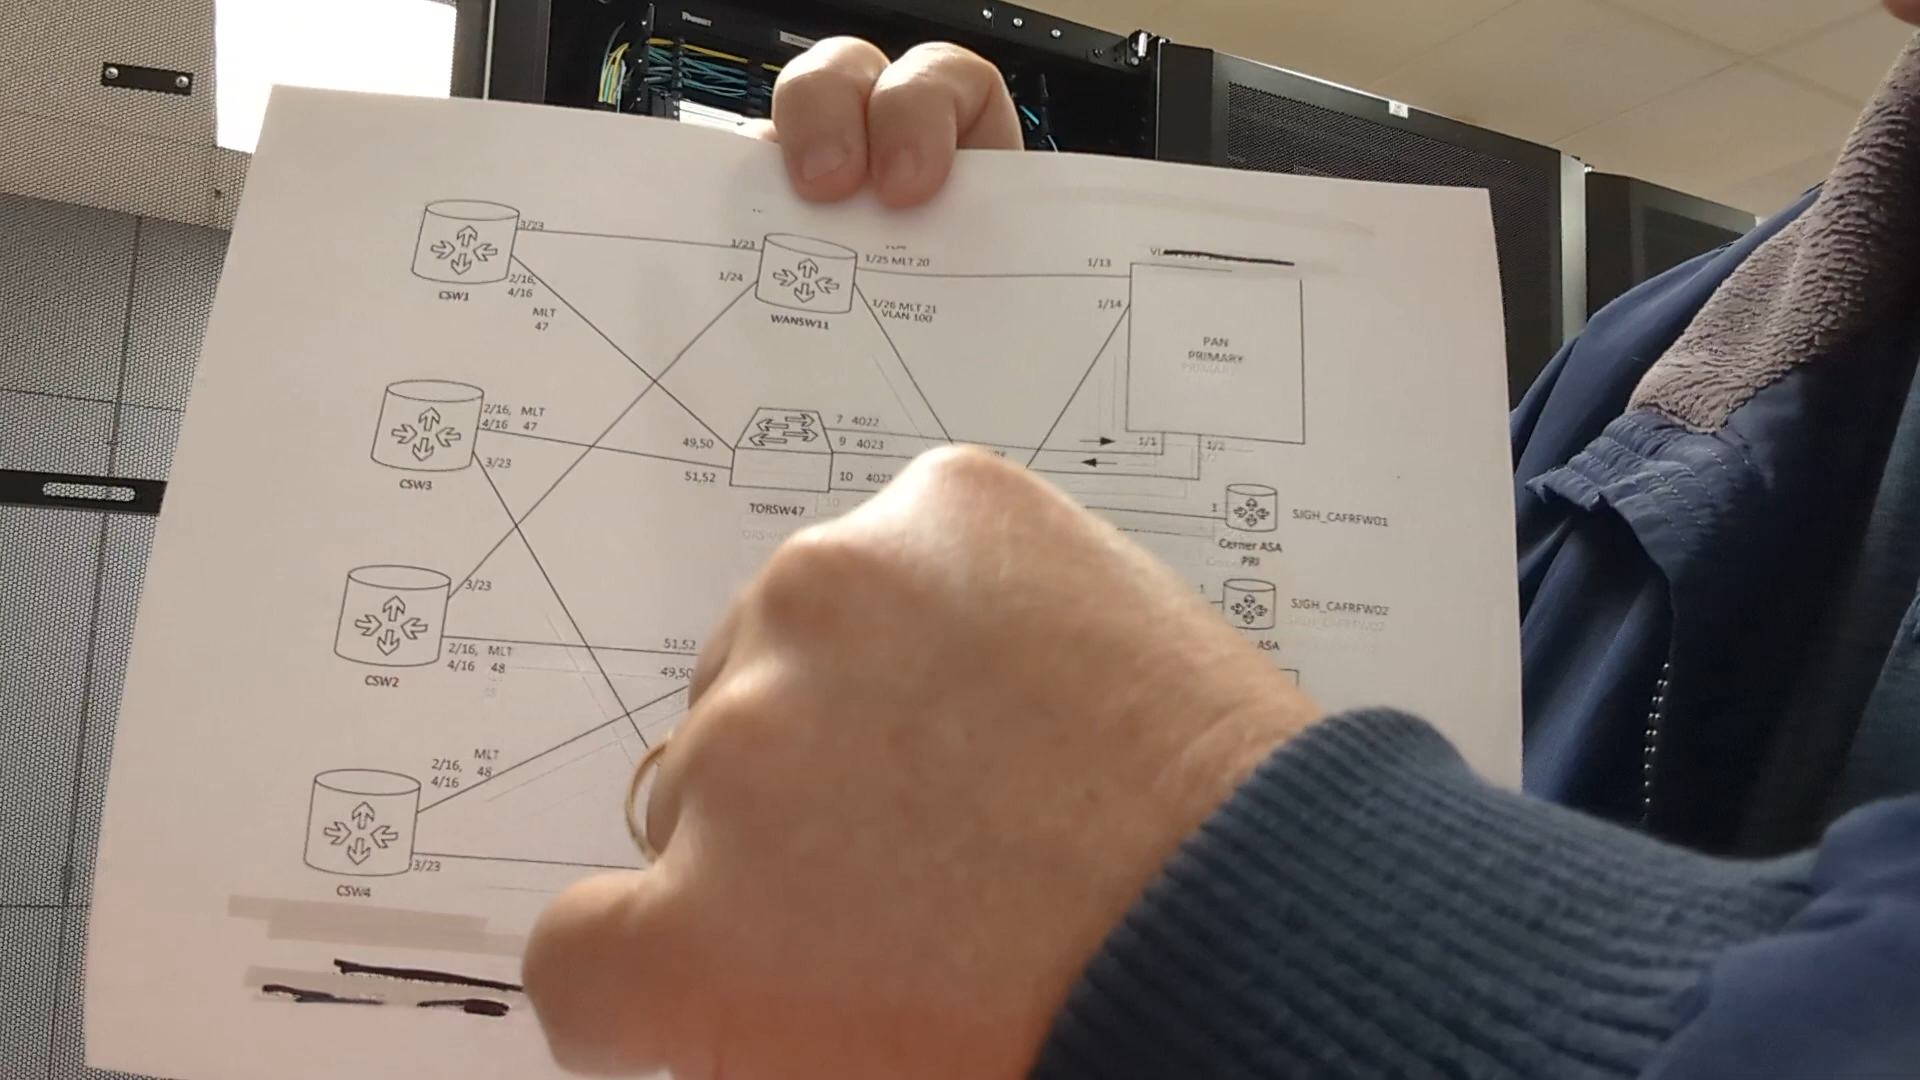 3/23
1/23
1/25 MLT 20
1/13
2/16,
4/16
CSW1
MLT
47
1/24
WANSW11
1/26 MLT 21
VLAN 100
1/14
PAN
PRIMARY
2/16, MLT
4/16 47
CSW3
3/23
49,50
51,52
7 4022
9 4023
10 4023
TORSW47
1/1
1/2
1
SJGH_CAFRFW01
Cerner ASA
PRI
3/23
2/16, MLT
4/16 48
CSW2
51,52
49,50
1
SJGH_CAFRFW02
ASA
MLT
2/16, 48
4/16
3/23
CSW4